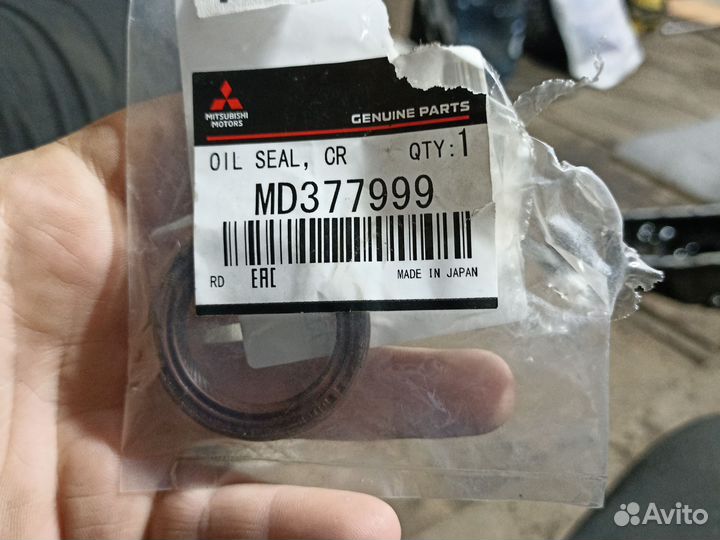 MITSUBISHI
MOTORS
GENUINE PARTS
OIL SEAL, CR QTY:1
MD377999
RD EAC MADE IN JAPAN
Avito